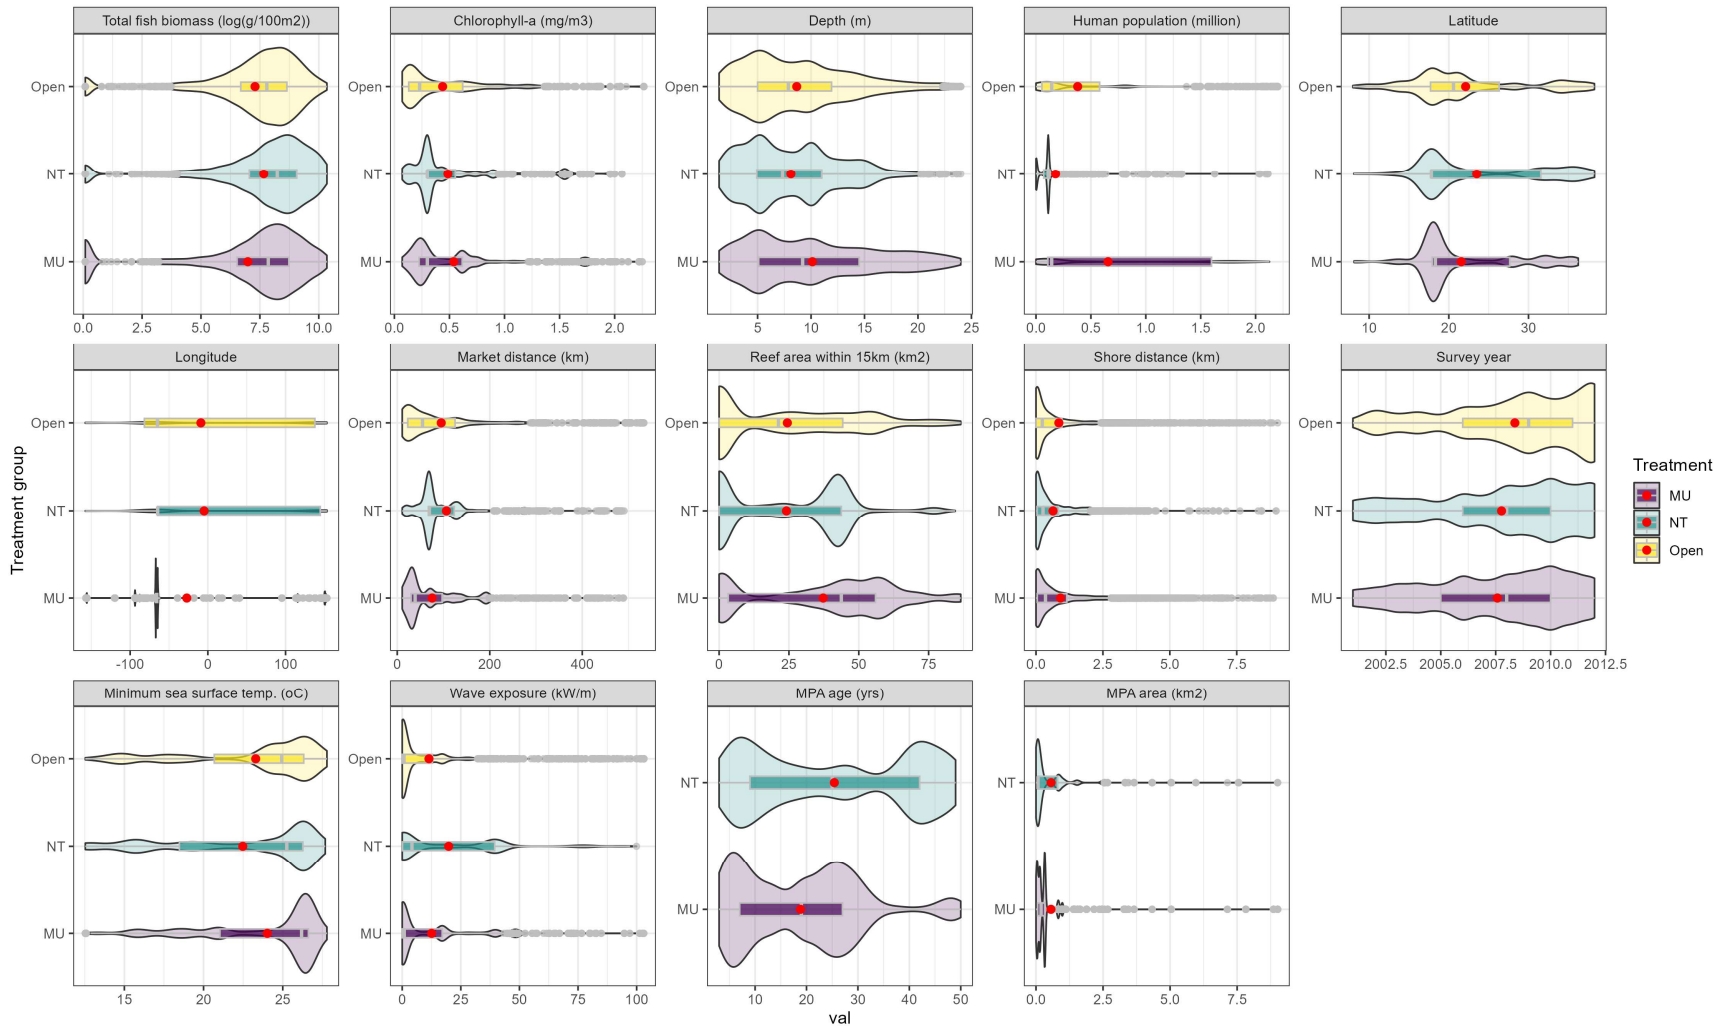 Total fish biomass (log(g/100m2))
Chlorophyll-a (mg/m3)
Depth (m)
Human population (million)
Latitude
Open
NT
MU
0.0 2.5 5.0 7.5 10.0
Open
NT
MU
0.0 0.5 1.0 1.5 2.0
Open
NT
MU
5 10 15 20 25
Open
NT
MU
0.0 0.5 1.0 1.5 2.0
Open
NT
MU
10 20 30
Longitude
Market distance (km)
Reef area within 15km (km2)
Shore distance (km)
Survey year
Open
NT
MU
-100 0 100
Open
NT
MU
0 200 400
Open
NT
MU
0 25 50 75
Open
NT
MU
0.0 2.5 5.0 7.5
Open
NT
MU
2002.5 2005.0 2007.5 2010.0 2012.5
Minimum sea surface temp. (oC)
Wave exposure (kW/m)
MPA age (yrs)
MPA area (km2)
Open
NT
MU
15 20 25
Open
NT
MU
0 25 50 75 100
NT
MU
10 20 30 40 50
NT
MU
0.0 2.5 5.0 7.5
Treatment group
val
Treatment
MU
NT
Open